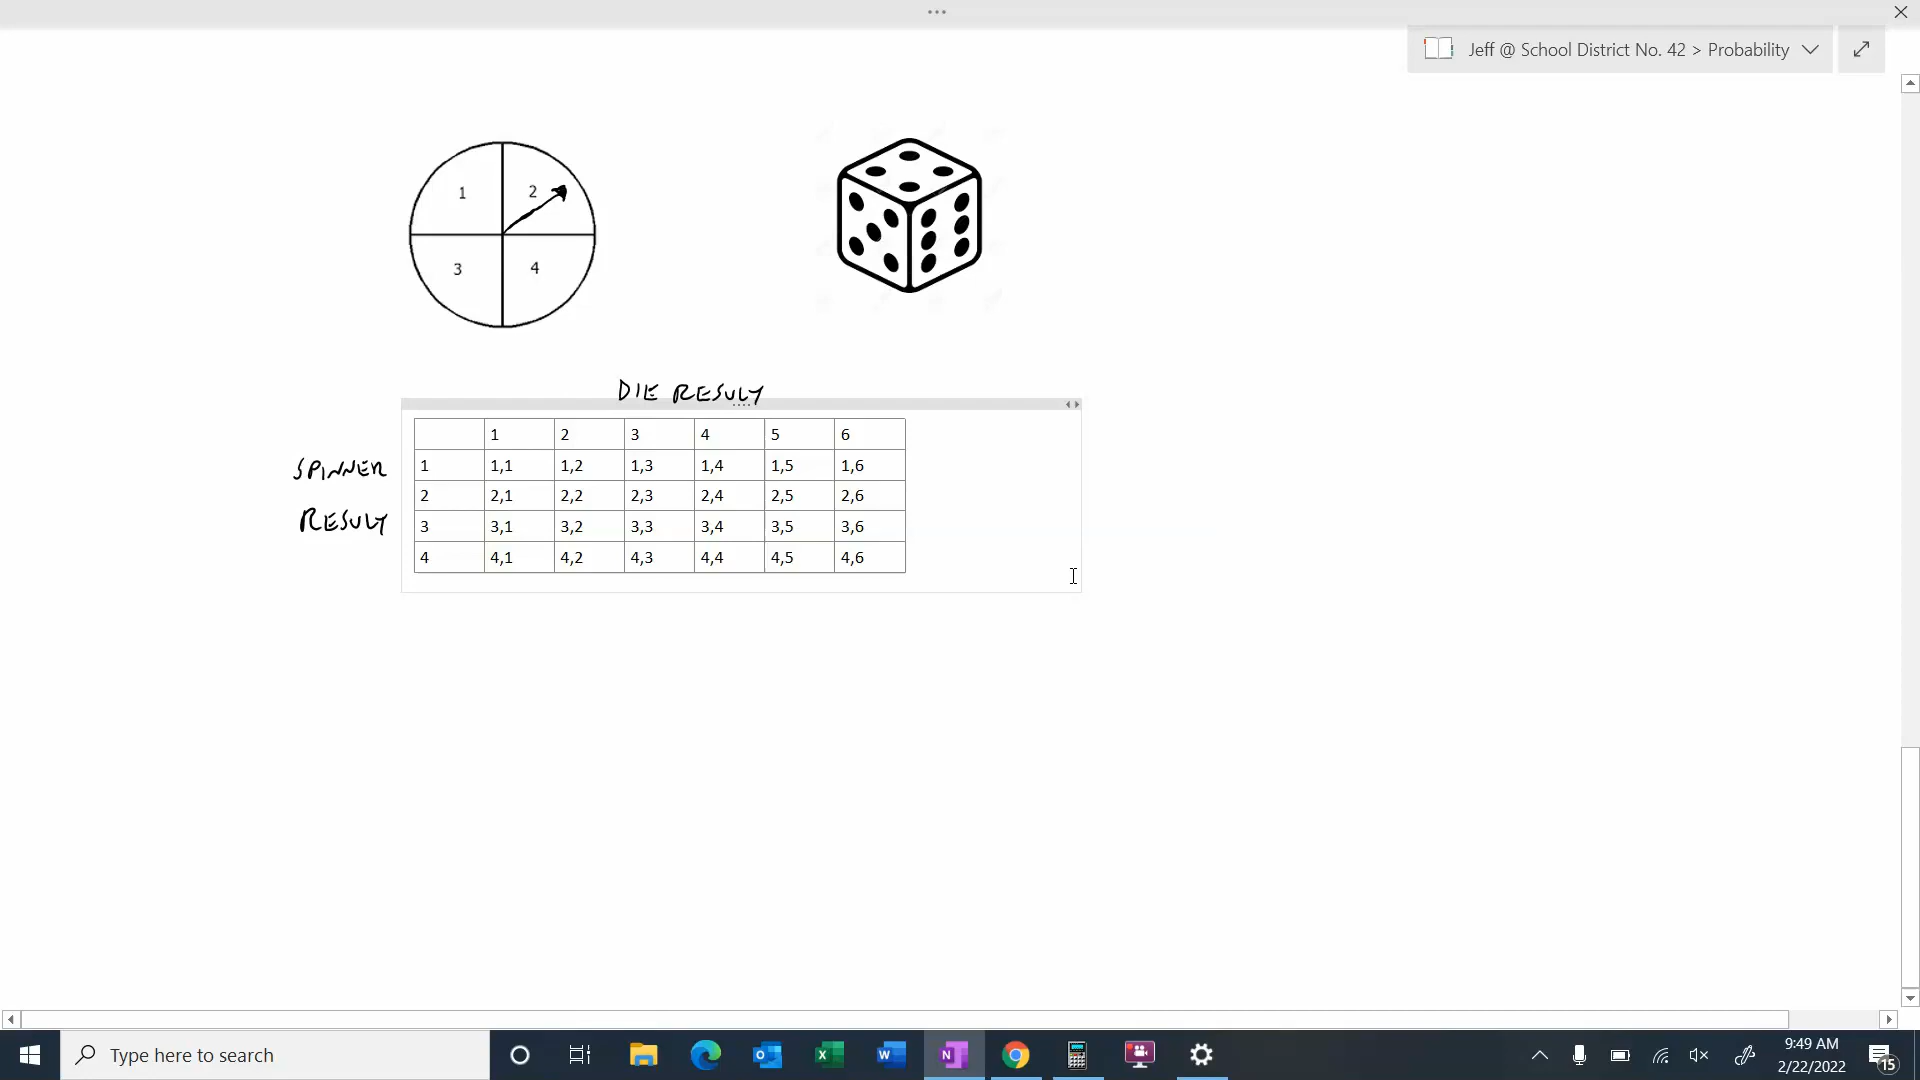 Jeff @ School District No. 42 > Probability
1 2
3 4
DIE RESULT
1 2 3 4 5 6
SPINNER
1 1,1 1,2 1,3 1,4 1,5 1,6
2 2,1 2,2 2,3 2,4 2,5 2,6
RESULT
3 3,1 3,2 3,3 3,4 3,5 3,6
4 4,1 4,2 4,3 4,4 4,5 4,6
Type here to search
9:49 AM
2/22/2022
15